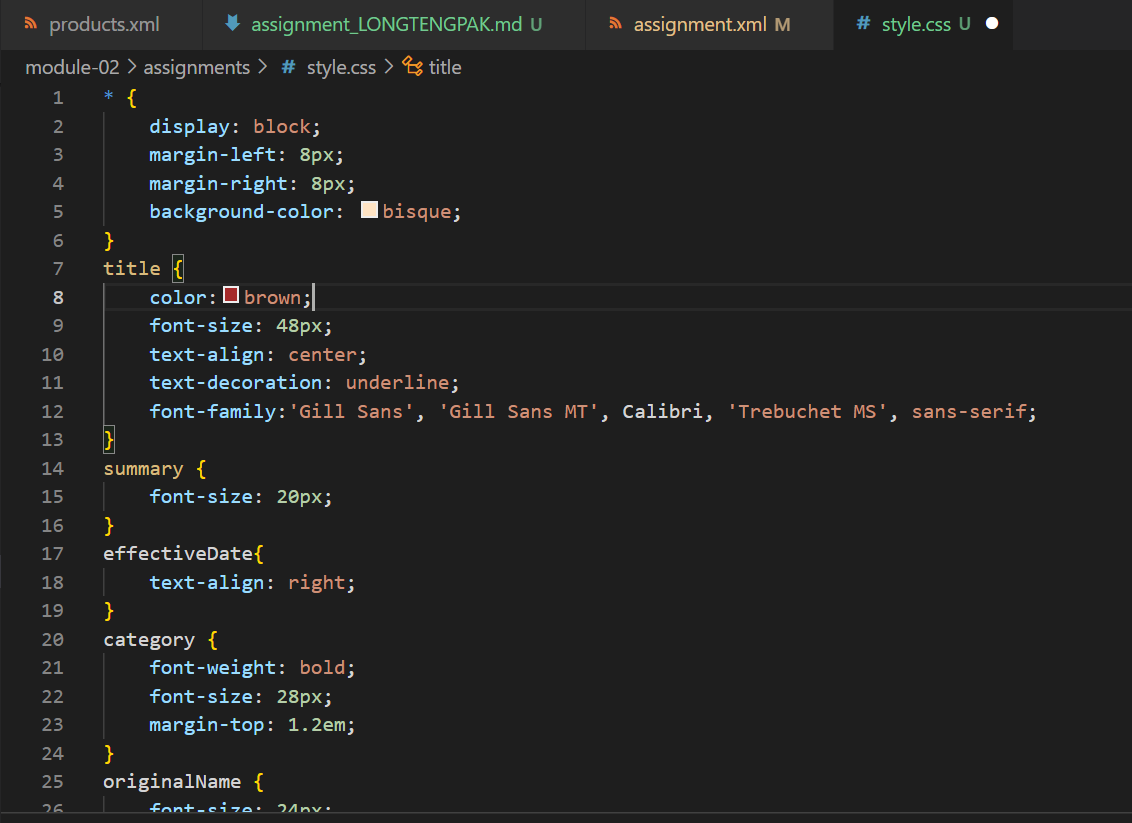 products.xml
assignment_LONGTENGPAK.md U
assignment.xml M
# style.css U
module-02 > assignments > # style.css > title
1 * {
2 display: block;
3 margin-left: 8px;
4 margin-right: 8px;
5 background-color: bisque;
6 }
7 title {
8 color: brown;
9 font-size: 48px;
10 text-align: center;
11 text-decoration: underline;
12 font-family:'Gill Sans', 'Gill Sans MT', Calibri, 'Trebuchet MS', sans-serif;
13 }
14 summary {
15 font-size: 20px;
16 }
17 effectiveDate{
18 text-align: right;
19 }
20 category {
21 font-weight: bold;
22 font-size: 28px;
23 margin-top: 1.2em;
24 }
25 originalName {
26 font-size: 24px;